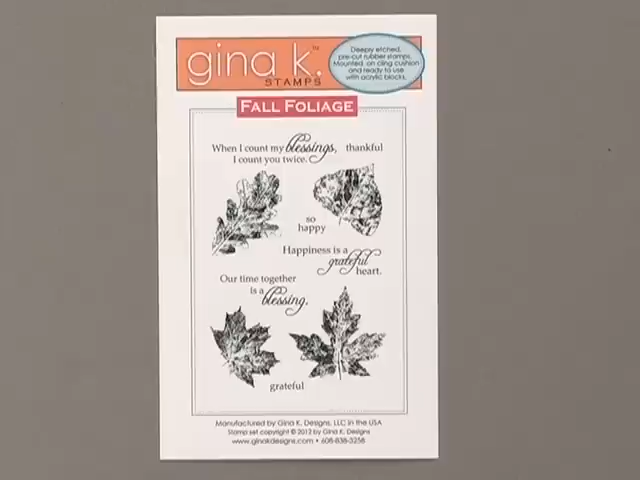 gina k.™
STAMPS
Deeply etched,
pre-cut rubber stamps.
Mounted on cling cushion
and ready to use
with acrylic blocks.
FALL FOLIAGE
When I count my blessings,
I count you twice.
thankful
so
happy
Happiness is a
grateful
heart.
Our time together
is a
blessing.
grateful
Manufactured by Gina K. Designs, LLC in the USA
Stamp set copyright © 2012 by Gina K. Designs
www.ginakdesigns.com • 608-838-3258